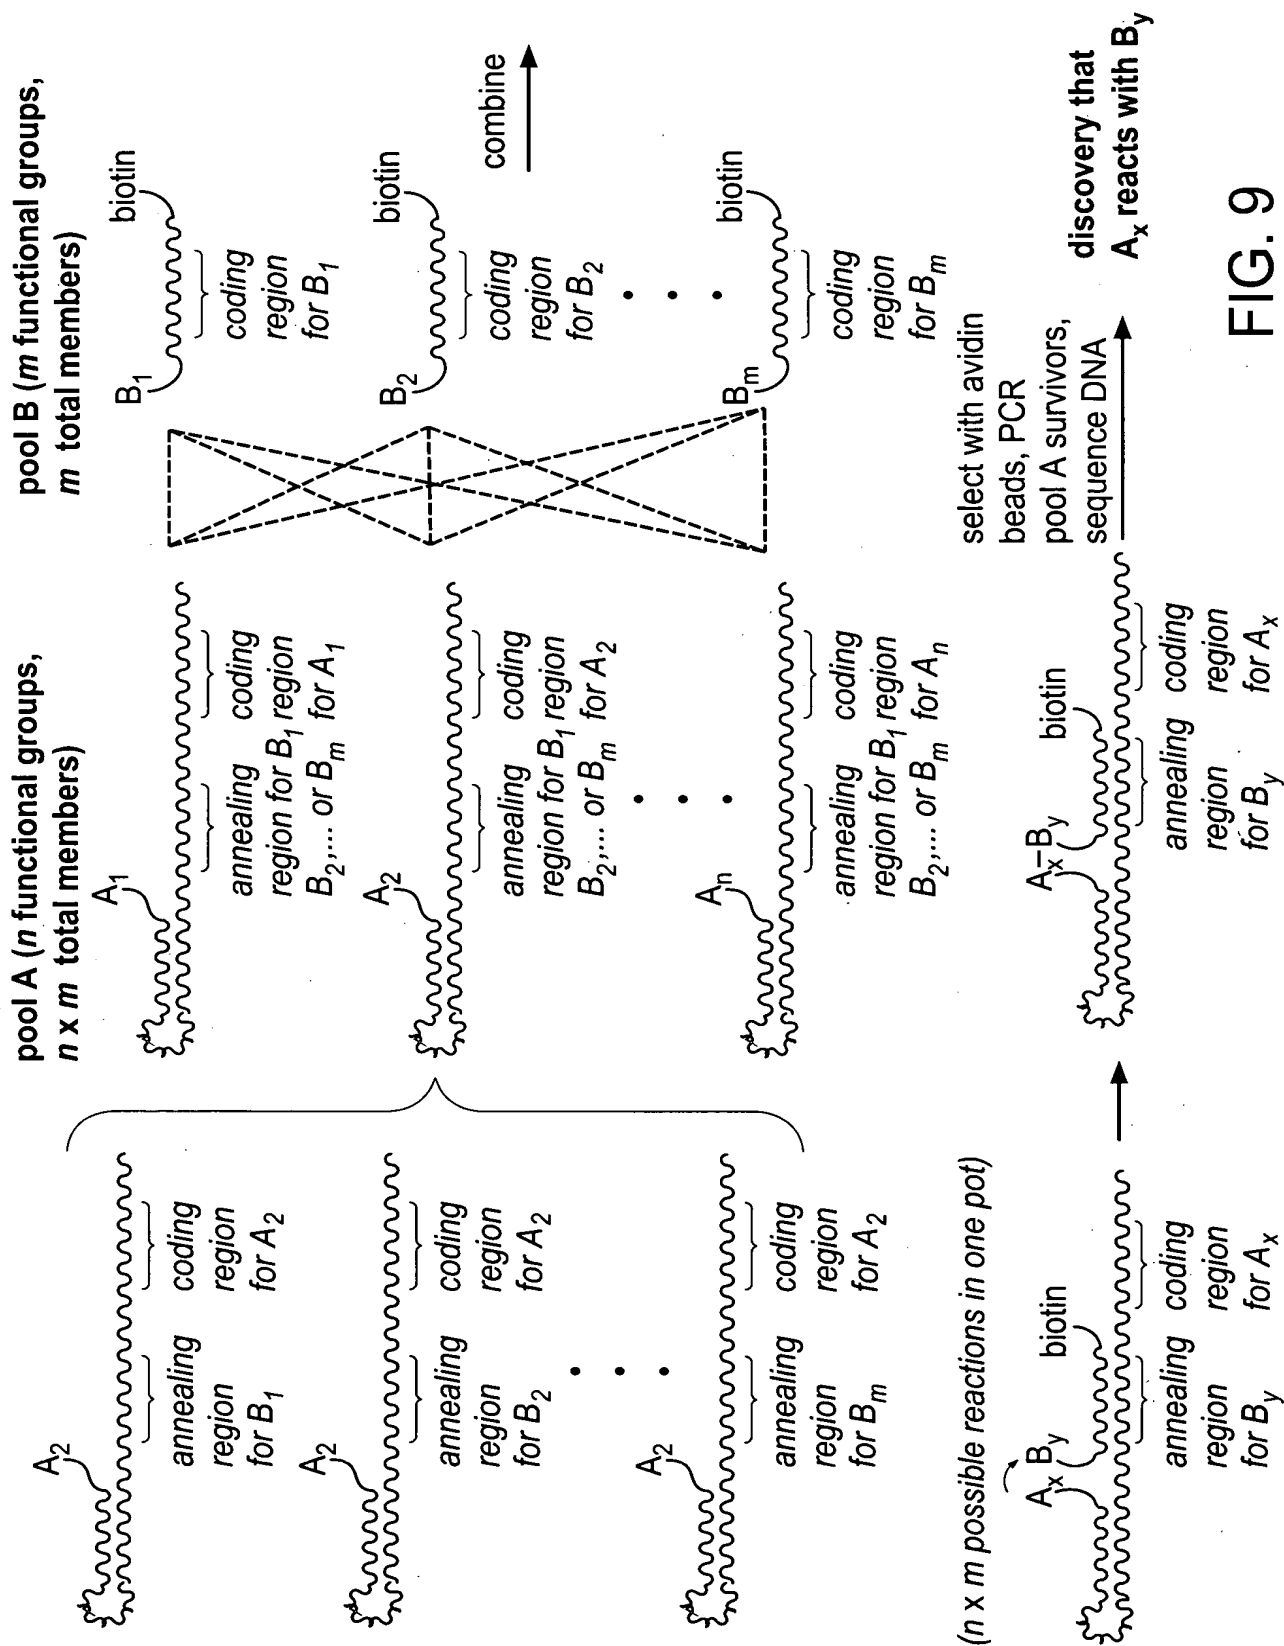 pool A (n functional groups,
n x m total members)
pool B (m functional groups,
m total members)
A2
annealing
region
for B1
coding
region
for A2
A2
annealing
region
for B2
coding
region
for A2
A2
annealing
region
for Bm
coding
region
for A2
A1
annealing
region for B1
B2,... or Bm
coding
region
for A1
A2
annealing
region for B1
B2,... or Bm
coding
region
for A2
An
annealing
region for B1
B2,... or Bm
coding
region
for An
B1
biotin
coding
region
for B1
B2
biotin
coding
region
for B2
Bm
biotin
coding
region
for Bm
combine
(n x m possible reactions in one pot)
Ax By
biotin
annealing
region
for By
coding
region
for Ax
Ax–By
biotin
annealing
region
for By
coding
region
for Ax
select with avidin
beads, PCR
pool A survivors,
sequence DNA
discovery that
Ax reacts with By
FIG. 9